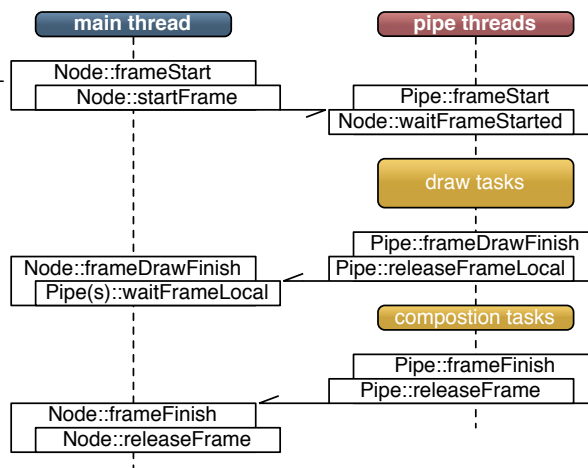 main thread
pipe threads
Node::frameStart
Node::startFrame
Pipe::frameStart
Node::waitFrameStarted
draw tasks
Pipe::frameDrawFinish
Node::frameDrawFinish
Pipe::releaseFrameLocal
Pipe(s)::waitFrameLocal
compostion tasks
Pipe::frameFinish
Pipe::releaseFrame
Node::frameFinish
Node::releaseFrame